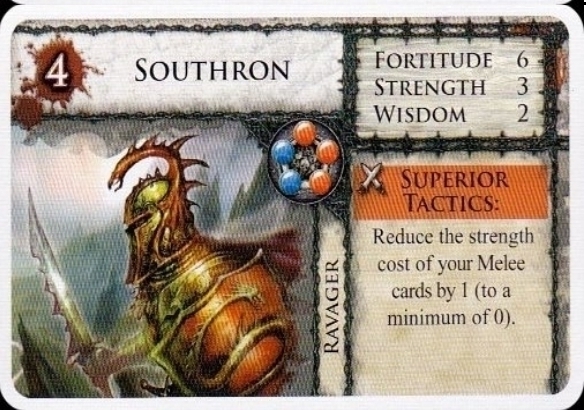 4
SOUTHRON
FORTITUDE 6
STRENGTH 3
WISDOM 2
SUPERIOR
TACTICS:
Reduce the strength
cost of your Melee
cards by 1 (to a
minimum of 0).
RAVAGER